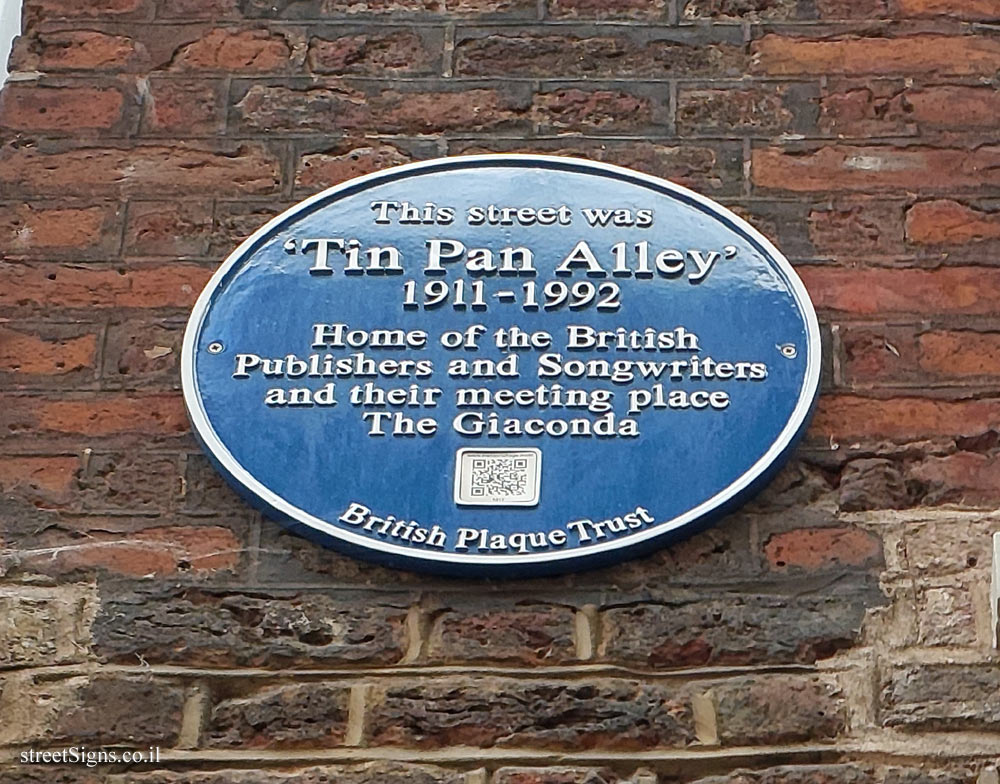 This street was
‘Tin Pan Alley’
1911-1992
Home of the British
Publishers and Songwriters
and their meeting place
The Giaconda
British Plaque Trust
streetSigns.co.il